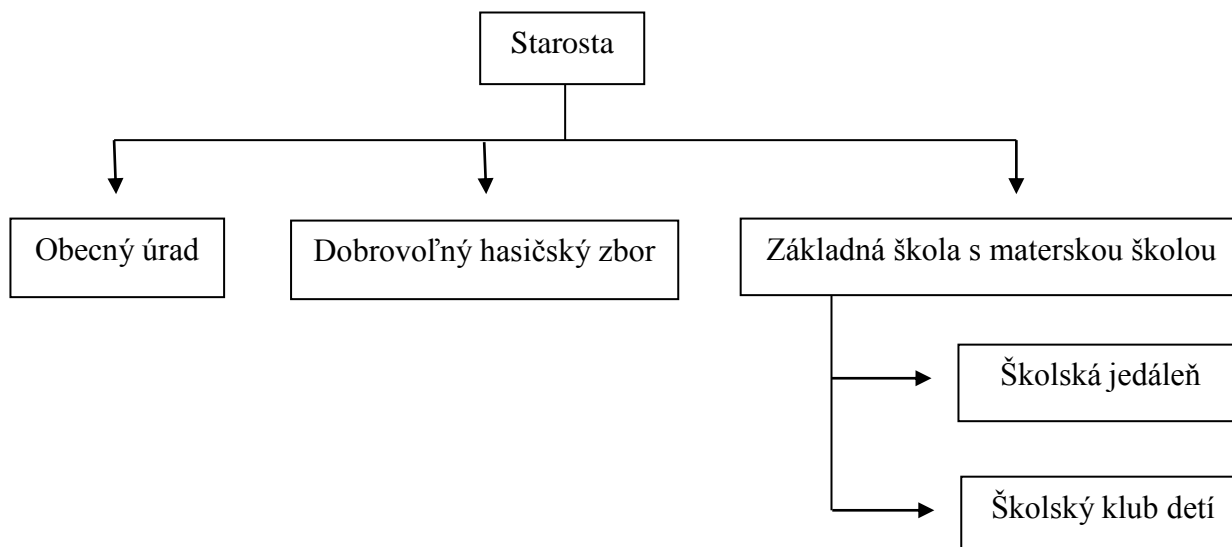 Starosta
Obecný úrad
Dobrovoľný hasičský zbor
Základná škola s materskou školou
Školská jedáleň
Školský klub detí